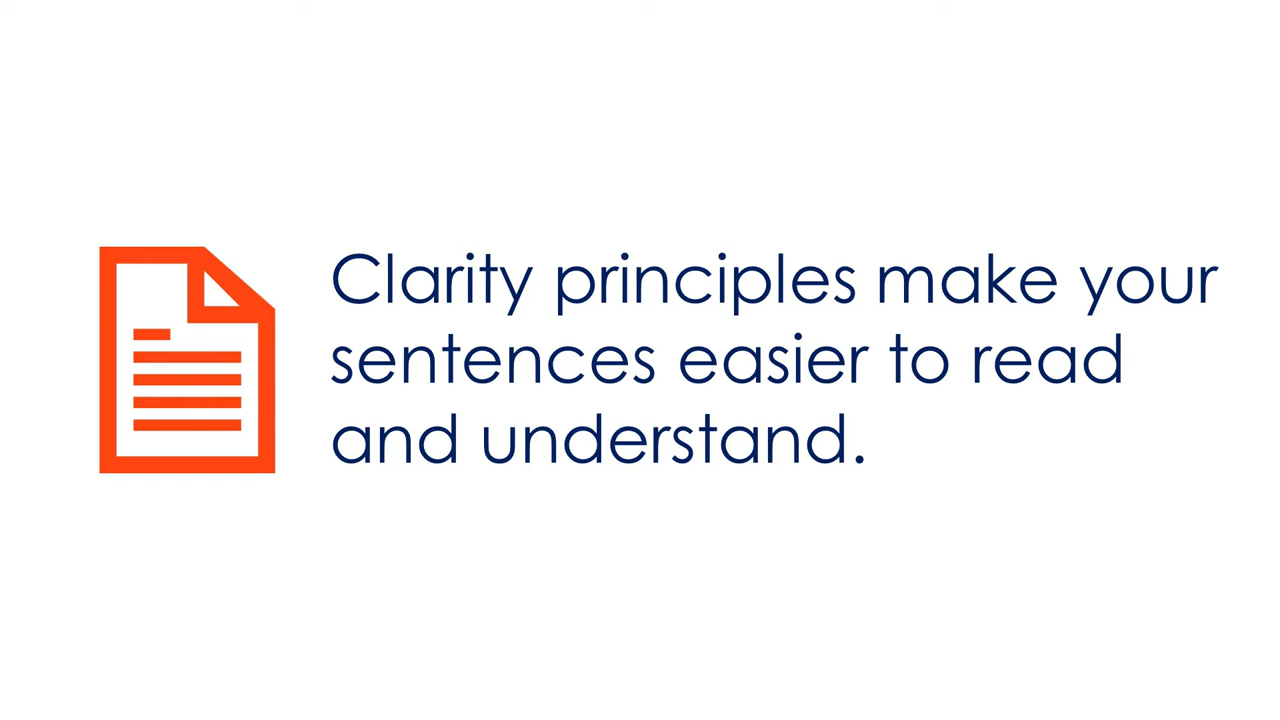 Clarity principles make your
sentences easier to read
and understand.